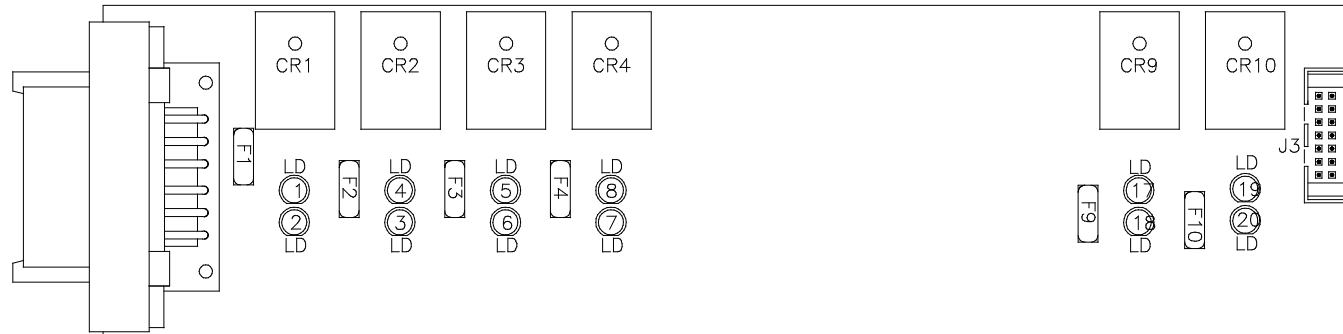 CR1 CR2 CR3 CR4 CR9 CR10
J3
F1
LD LD LD LD LD LD
F2 F3 F4 F9 F10
1 4 5 8 17 19
2 3 6 7 18 20
LD LD LD LD LD LD